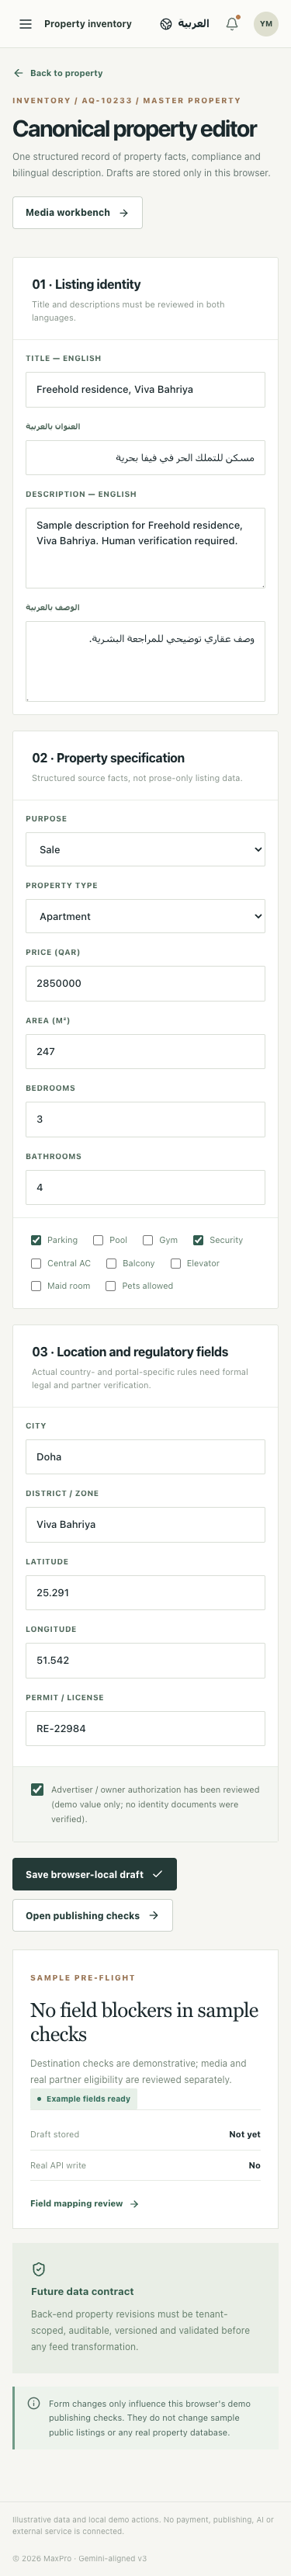 Property inventory
العربية
YM
Back to property
INVENTORY / AQ-10233 / MASTER PROPERTY
Canonical property editor
One structured record of property facts, compliance and
bilingual description. Drafts are stored only in this browser.
Media workbench
01 · Listing identity
Title and descriptions must be reviewed in both
languages.
TITLE — ENGLISH
Freehold residence, Viva Bahriya
العنوان بالعربية
مسكن للتملك الحر في فيفا بحرية
DESCRIPTION — ENGLISH
Sample description for Freehold residence,
Viva Bahriya. Human verification required.
الوصف بالعربية
وصف عقاري توضيحي للمراجعة البشرية.
02 · Property specification
Structured source facts, not prose-only listing data.
PURPOSE
Sale
PROPERTY TYPE
Apartment
PRICE (QAR)
2850000
AREA (M²)
247
BEDROOMS
3
BATHROOMS
4
Parking
Pool
Gym
Security
Central AC
Balcony
Elevator
Maid room
Pets allowed
03 · Location and regulatory fields
Actual country- and portal-specific rules need formal
legal and partner verification.
CITY
Doha
DISTRICT / ZONE
Viva Bahriya
LATITUDE
25.291
LONGITUDE
51.542
PERMIT / LICENSE
RE-22984
Advertiser / owner authorization has been reviewed
(demo value only; no identity documents were
verified).
Save browser-local draft
Open publishing checks
SAMPLE PRE-FLIGHT
No field blockers in sample
checks
Destination checks are demonstrative; media and
real partner eligibility are reviewed separately.
Example fields ready
Draft stored Not yet
Real API write No
Field mapping review
Future data contract
Back-end property revisions must be tenant-
scoped, auditable, versioned and validated before
any feed transformation.
Form changes only influence this browser's demo
publishing checks. They do not change sample
public listings or any real property database.
Illustrative data and local demo actions. No payment, publishing, AI or
external service is connected.
© 2026 MaxPro · Gemini-aligned v3